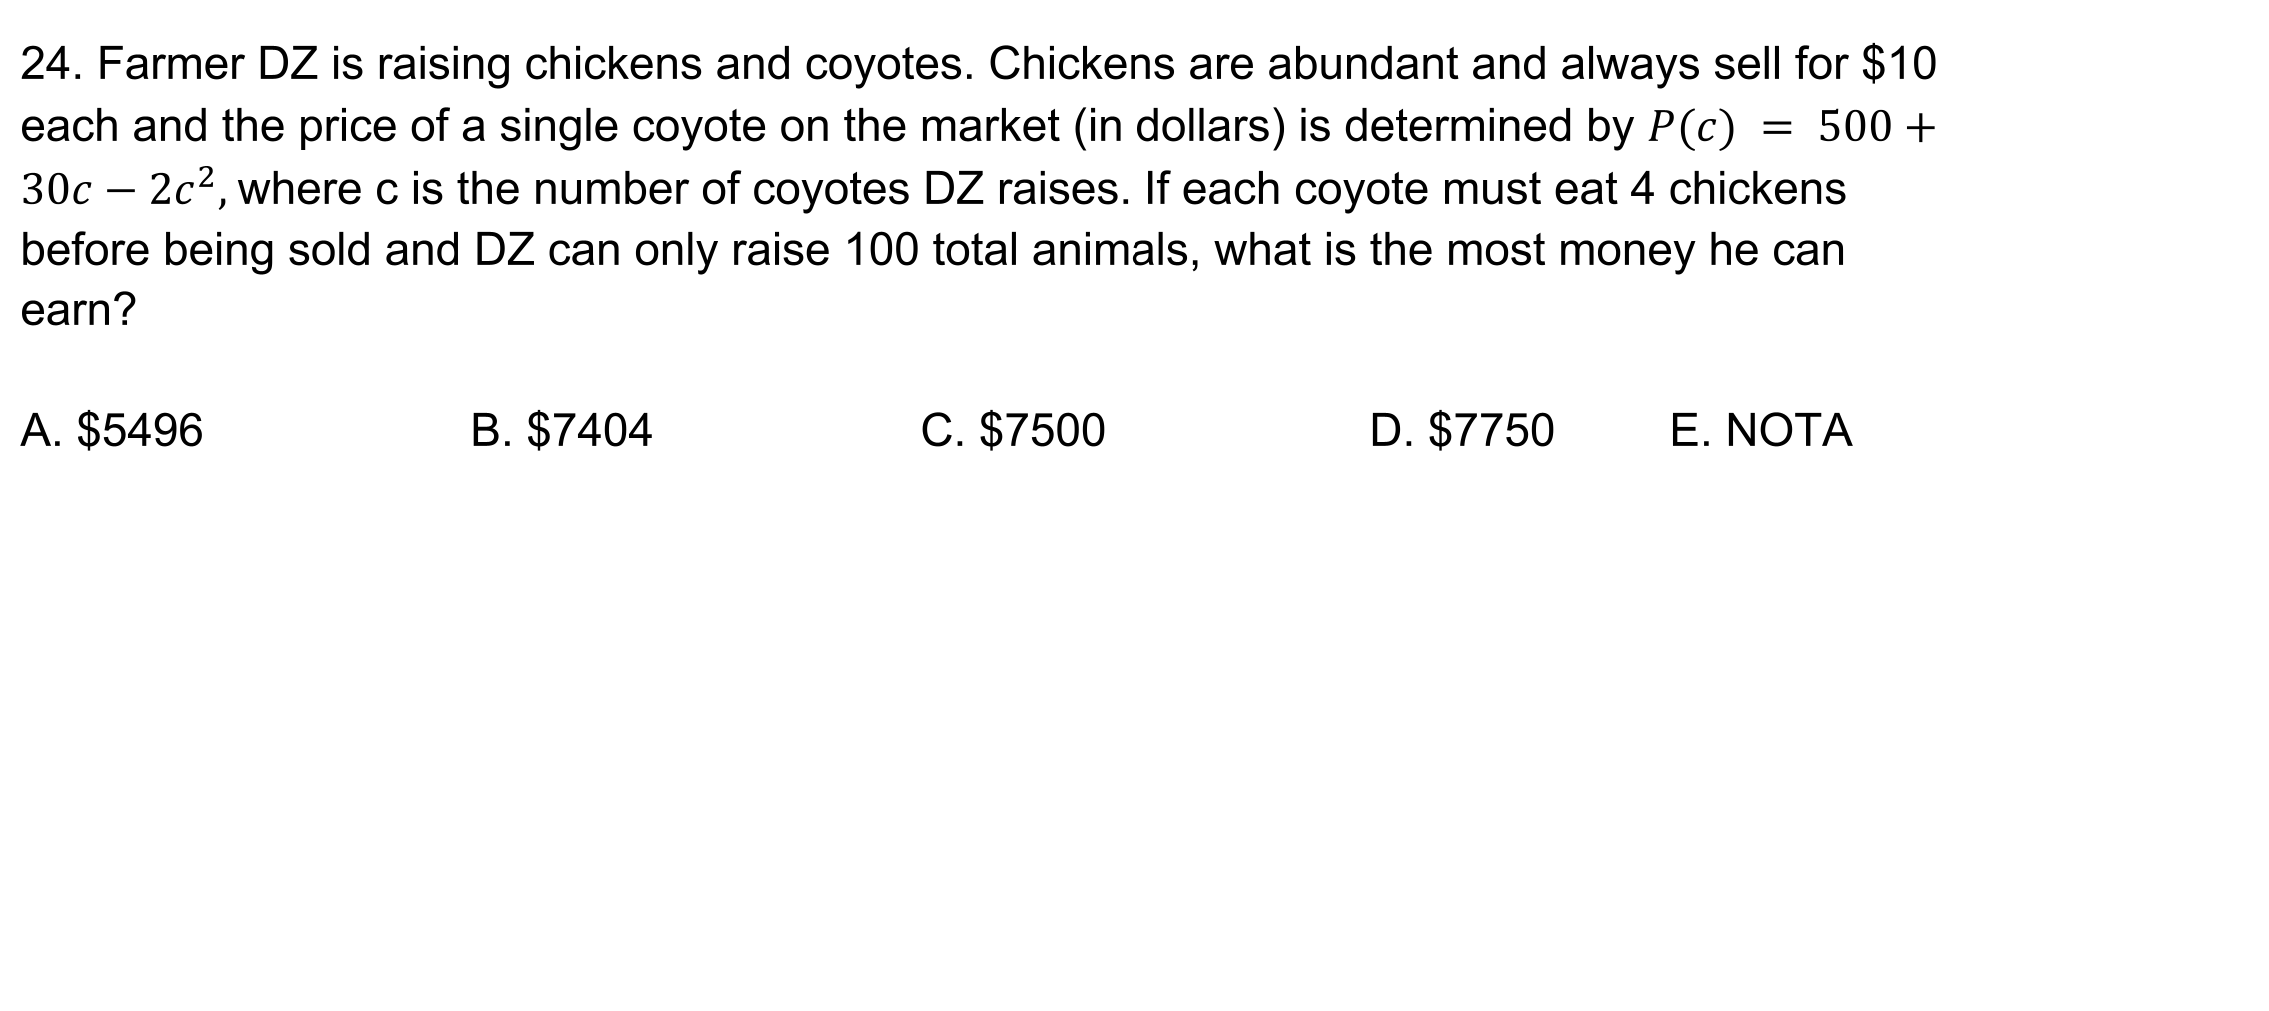 24. Farmer DZ is raising chickens and coyotes. Chickens are abundant and always sell for $10
each and the price of a single coyote on the market (in dollars) is determined by P(c) = 500 +
30c − 2c², where c is the number of coyotes DZ raises. If each coyote must eat 4 chickens
before being sold and DZ can only raise 100 total animals, what is the most money he can
earn?
A. $5496 B. $7404 C. $7500 D. $7750 E. NOTA